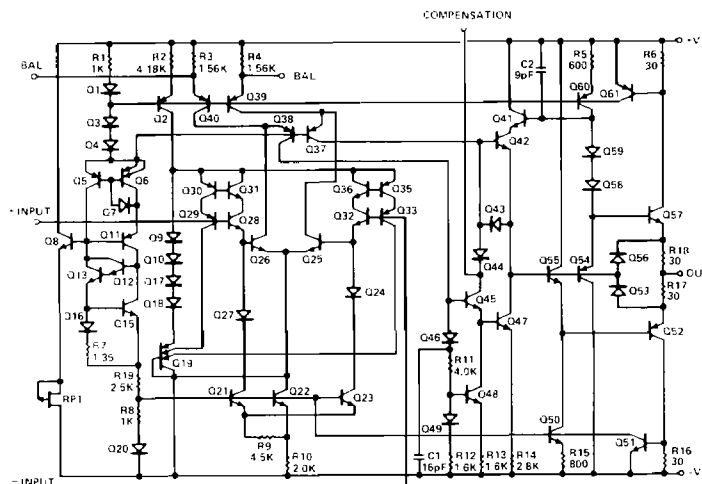 COMPENSATION
+V
BAL
R1
1K
R2
4.18K
R3
1.56K
R4
1.56K
BAL
C2
9pF
R5
600
R6
30
Q1
Q2
Q39
Q40
Q60
Q61
Q3
Q38
Q41
Q4
Q37
Q42
Q59
Q5
Q6
Q30
Q31
Q36
Q35
Q58
Q7
Q29
Q28
Q32
Q33
Q43
Q57
INPUT
Q8
Q11
Q9
Q26
Q25
Q44
Q55
Q54
Q56
R18
30
OU
Q13
Q12
Q10
Q24
Q45
Q53
R17
30
Q16
Q15
Q17
Q27
Q46
Q47
Q52
R7
1.35
Q18
R11
4.0K
R19
2.5K
Q19
Q21
Q22
Q23
Q48
RP1
R8
1K
Q49
Q50
Q51
Q20
R9
4.5K
R10
2.0K
C1
16pF
R12
1.6K
R13
1.6K
R14
2.8K
R15
800
R16
30
-V
INPUT